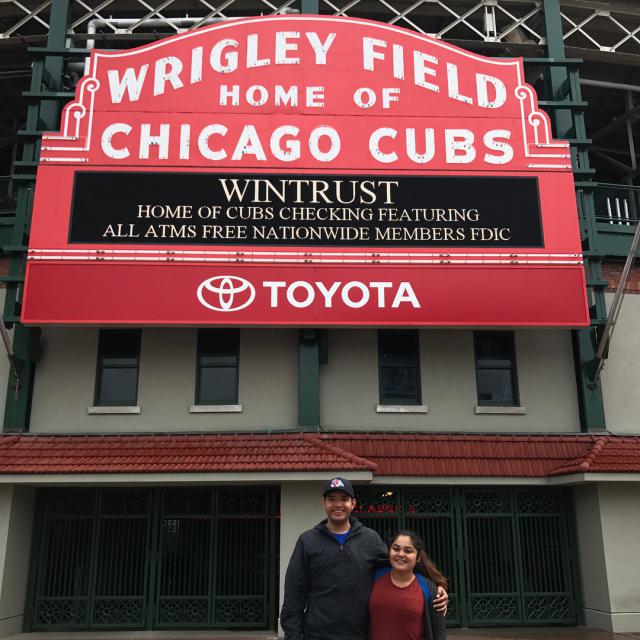 WRIGLEY FIELD
HOME OF
CHICAGO CUBS
WINTRUST
HOME OF CUBS CHECKING FEATURING
ALL ATMS FREE NATIONWIDE MEMBERS FDIC
TOYOTA